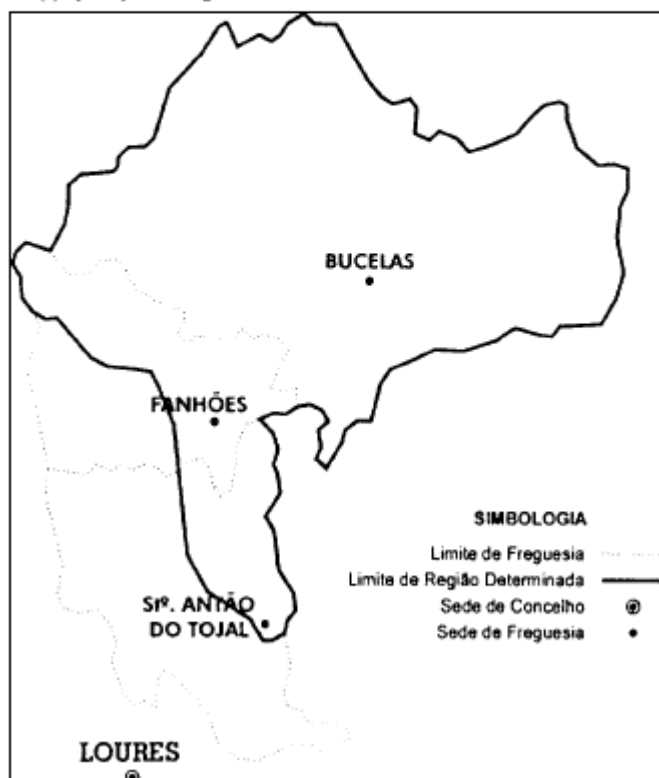 BUCELAS
FANHÕES
Stº. ANTÃO
DO TOJAL
LOURES
SIMBOLOGIA
Limite de Freguesia
Limite de Região Determinada
Sede de Concelho
Sede de Freguesia